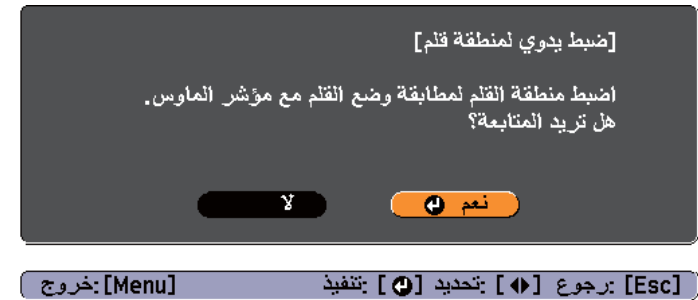 [ضبط يدوي لمنطقة قلم]
اضبط منطقة القلم لمطابقة وضع القلم مع مؤشر الماوس.
هل تريد المتابعة؟
نعم
لا
[Esc] :رجوع [◆] :تحديد [↵] :تنفيذ [Menu] :خروج